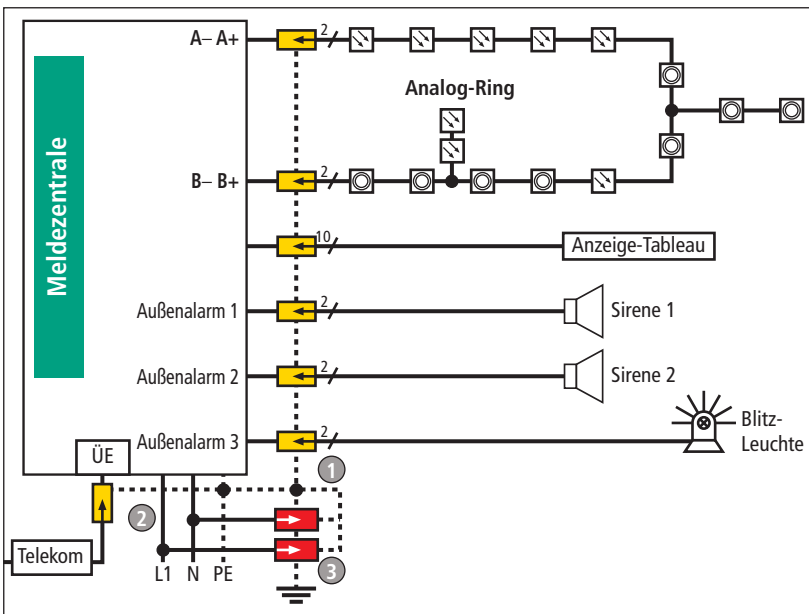 A– A+
2
Analog-Ring
Meldezentrale
B– B+
2
10
Anzeige-Tableau
Außenalarm 1
2
Sirene 1
Außenalarm 2
2
Sirene 2
Außenalarm 3
2
Blitz-
Leuchte
ÜE
1
2
Telekom
L1 N PE
3